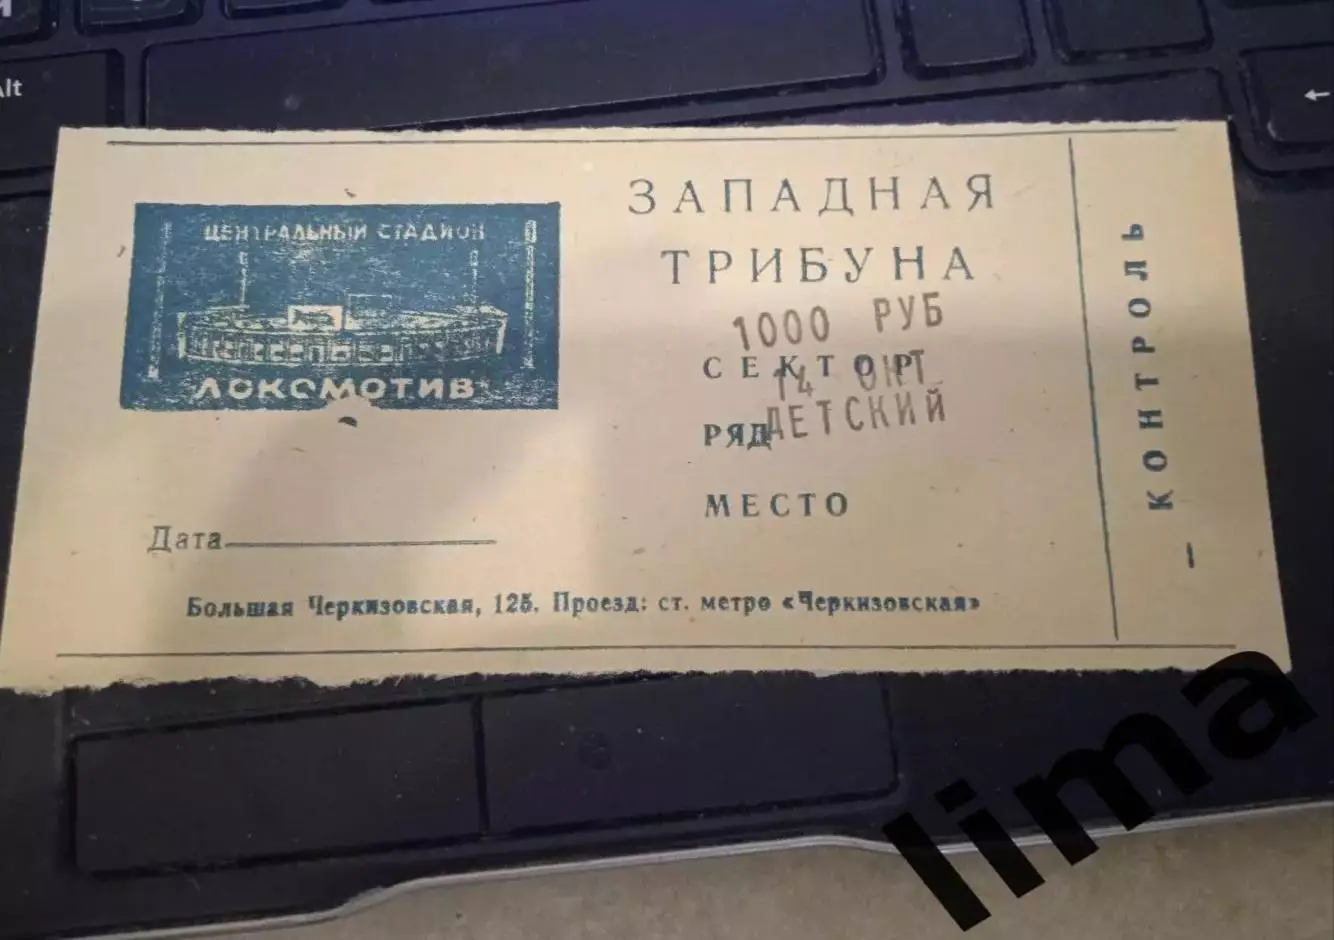 Alt
←
ЦЕНТРАЛЬНЫЙ СТАДИОН
ЛОКОМОТИВ
ЗАПАДНАЯ
ТРИБУНА
1000 РУБ
СЕКТОР
14 ОКТ
РЯД
ДЕТСКИЙ
МЕСТО
Дата
Большая Черкизовская, 125. Проезд: ст. метро «Черкизовская»
КОНТРОЛЬ
lima